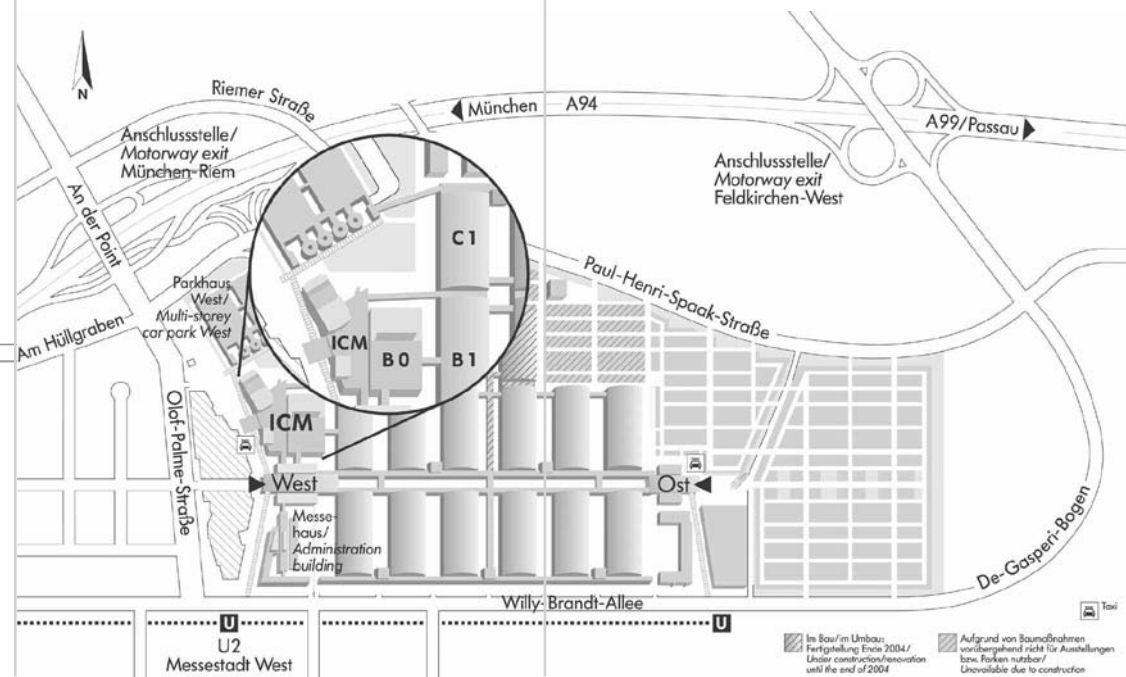 N
Riemer Straße
München
A94
A99/Passau
Anschlussstelle/
Motorway exit
München-Riem
Anschlussstelle/
Motorway exit
Feldkirchen-West
An der Point
C 1
Paul-Henri-Spaak-Straße
Parkhaus
West/
Multi-storey
car park West
Am Hüllgraben
ICM
B 0
B 1
ICM
Olof-Palme-Straße
West
Ost
Messe-
haus/
Administration
building
De-Gasperi-Bogen
Willy-Brandt-Allee
Taxi
U
U
U2
Messestadt West
Im Bau/im Umbau:
Fertigstellung Ende 2004/
Under construction/renovation
until the end of 2004
Aufgrund von Baumaßnahmen
vorübergehend nicht für Ausstellungen
bzw. Parken nutzbar/
Unavailable due to construction